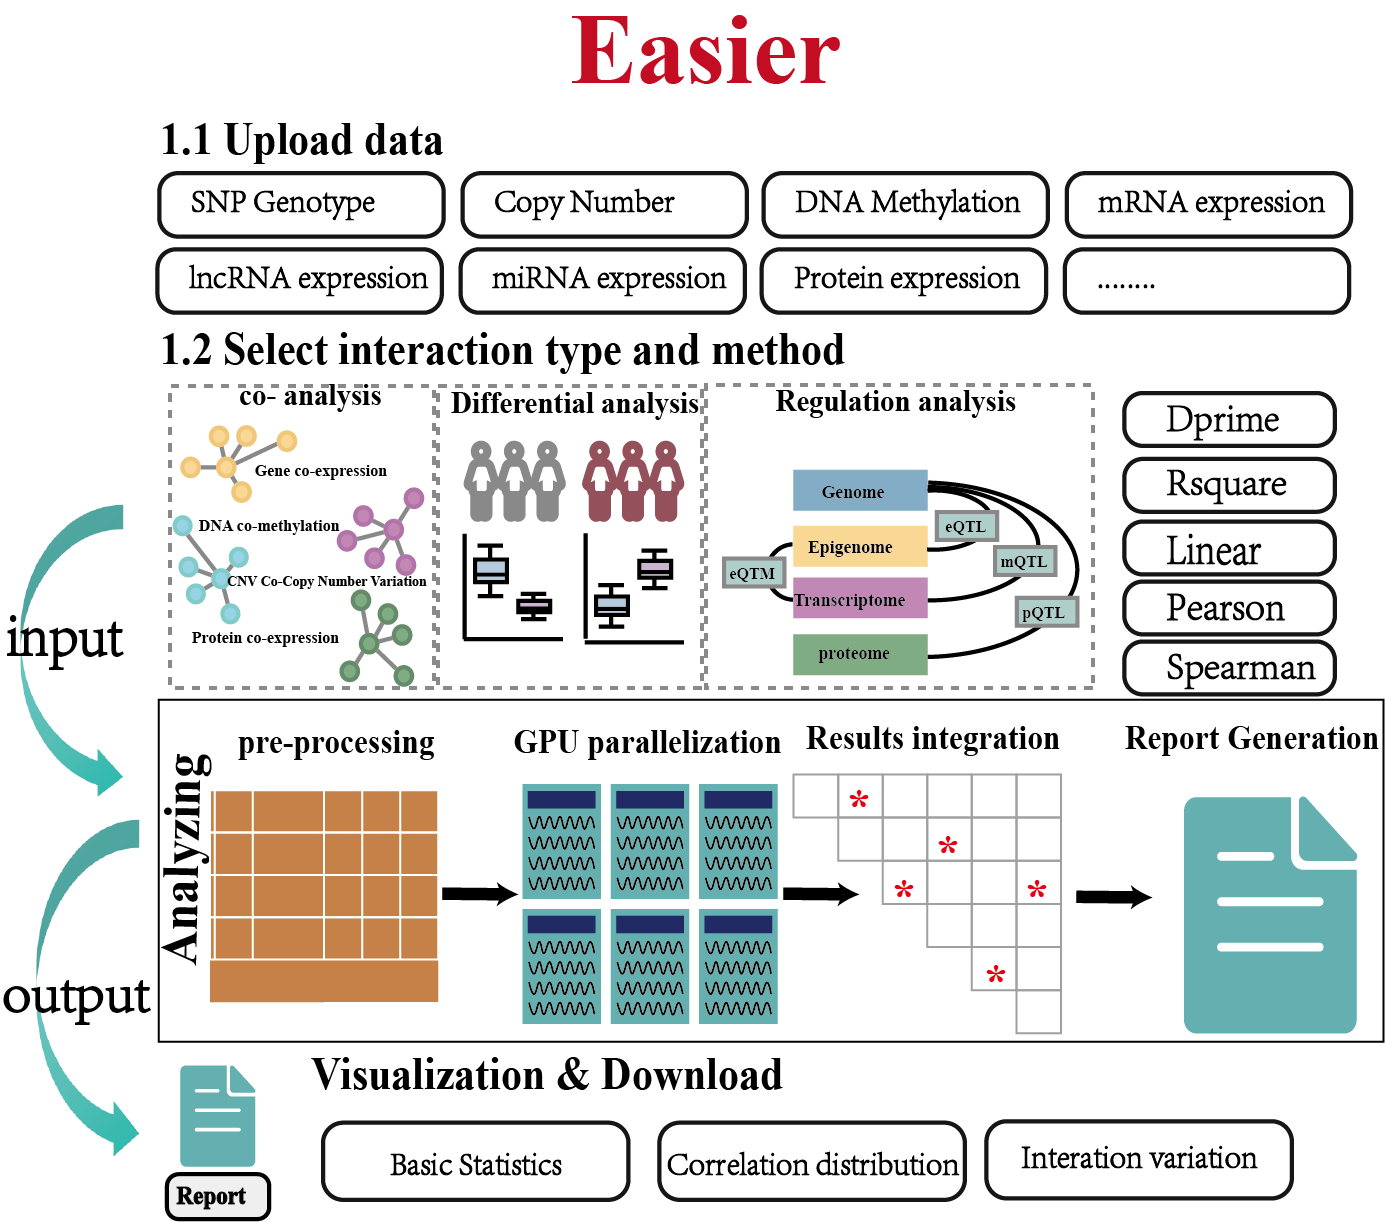 Easier
1.1 Upload data
SNP Genotype
Copy Number
DNA Methylation
mRNA expression
lncRNA expression
miRNA expression
Protein expression
........
1.2 Select interaction type and method
co- analysis
Gene co-expression
DNA co-methylation
CNV Co-Copy Number Variation
Protein co-expression
Differential analysis
Regulation analysis
Genome
Epigenome
Transcriptome
proteome
eQTL
mQTL
eQTM
pQTL
Dprime
Rsquare
Linear
Pearson
Spearman
input
Analyzing
pre-processing
GPU parallelization
Results integration
Report Generation
*
*
*
*
*
output
Visualization & Download
Report
Basic Statistics
Correlation distribution
Interation variation